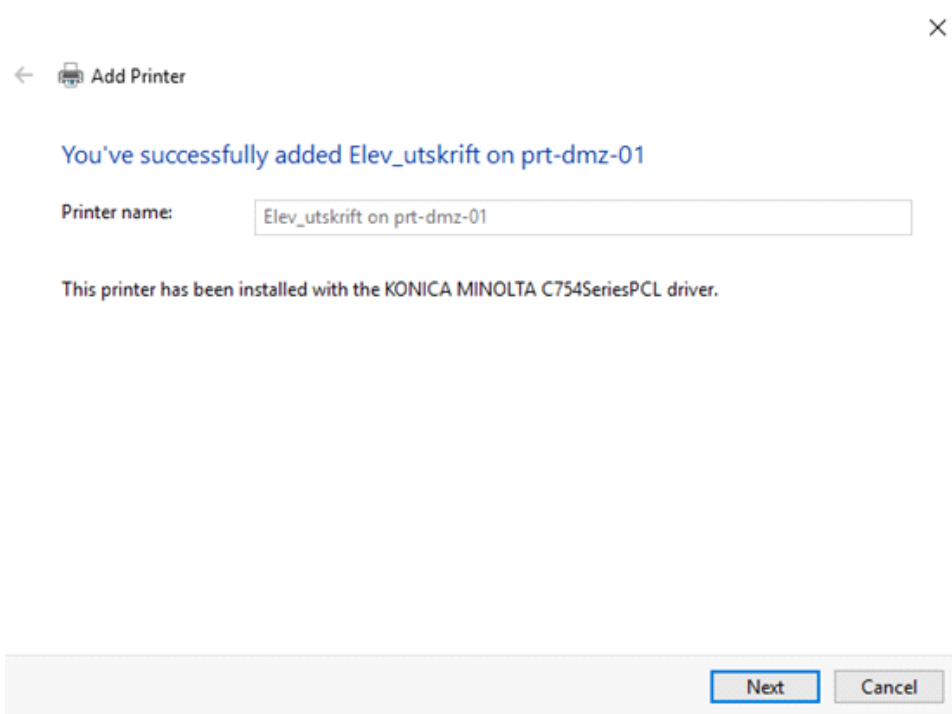 Add Printer
You've successfully added Elev_utskrift on prt-dmz-01
Printer name: Elev_utskrift on prt-dmz-01
This printer has been installed with the KONICA MINOLTA C754SeriesPCL driver.
Next Cancel